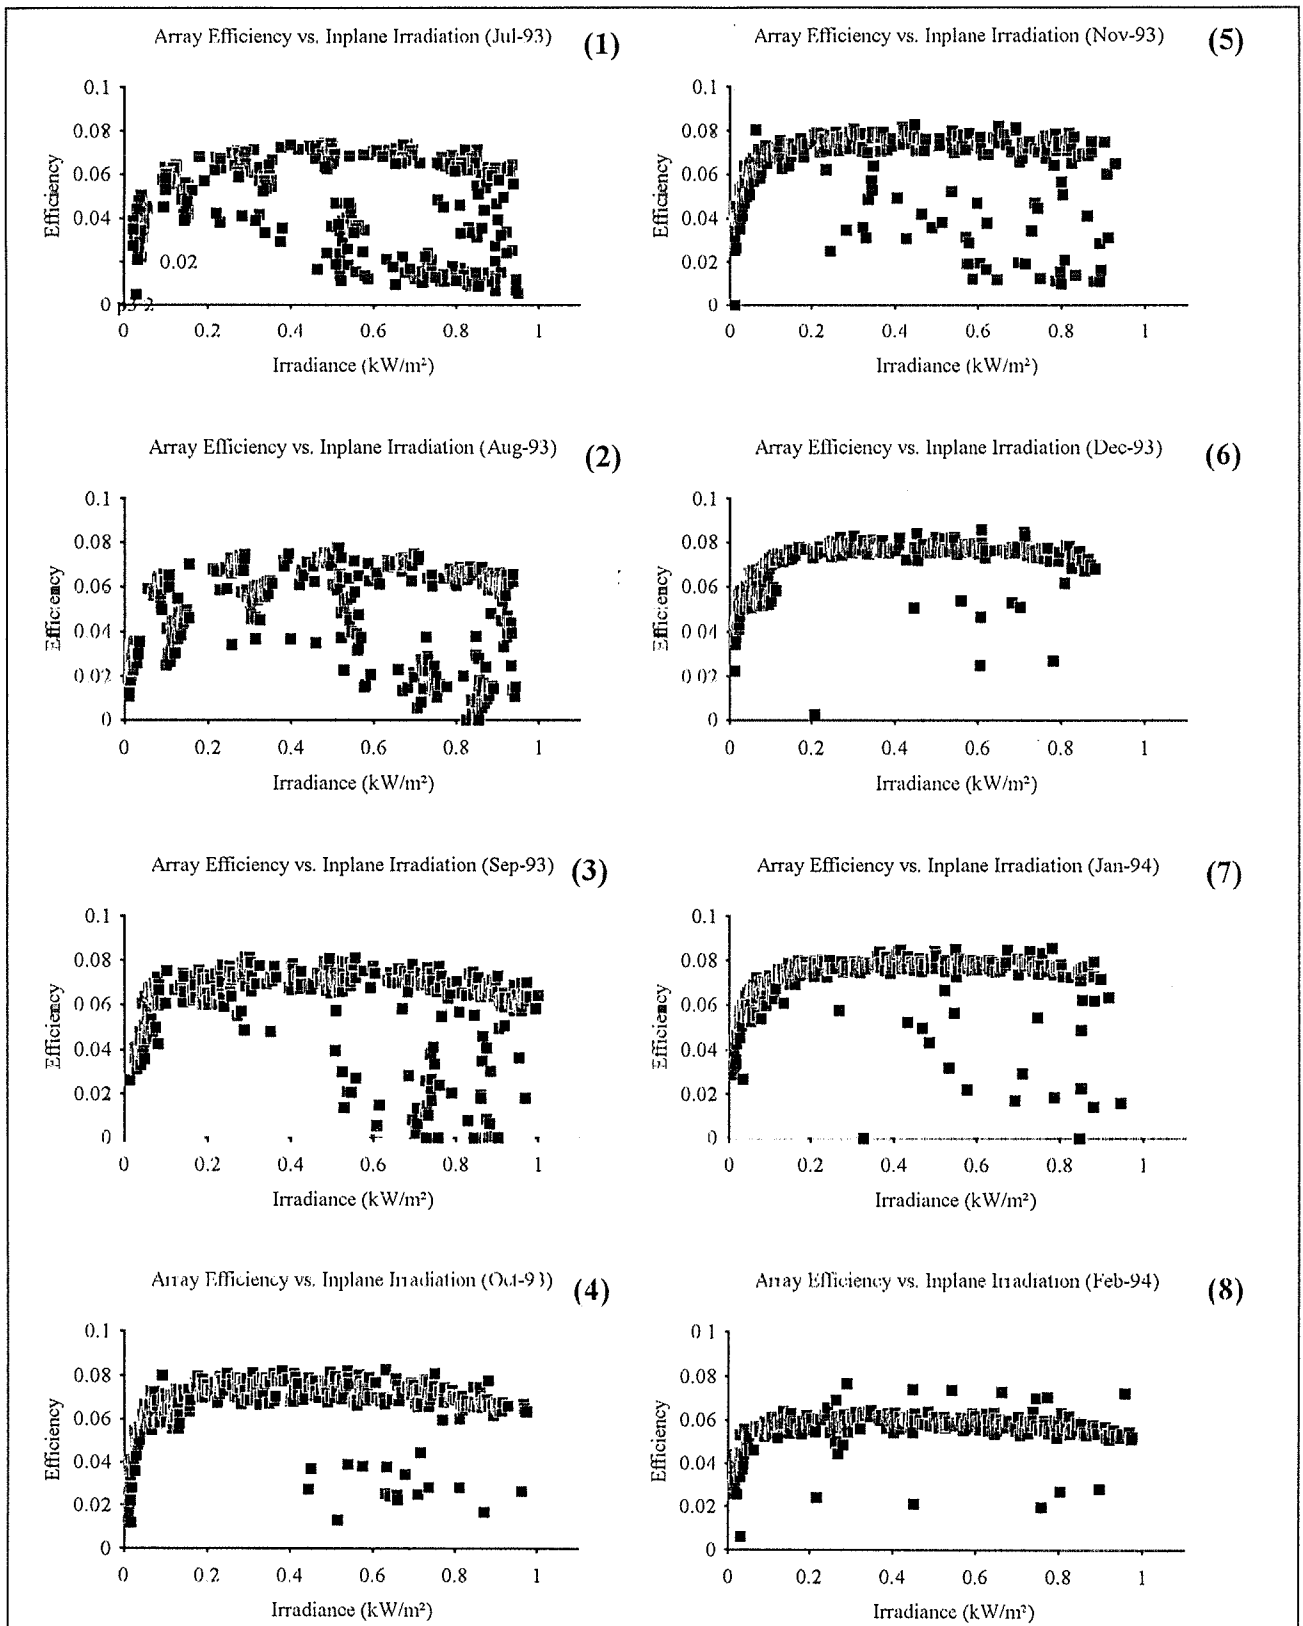 Array Efficiency vs. Inplane Irradiation (Jul-93)
(1)
0.1
0.08
0.06
0.04
0.02
0
Efficiency
0 0.2 0.4 0.6 0.8 1
Irradiance (kW/m²)
Array Efficiency vs. Inplane Irradiation (Nov-93)
(5)
0.1
0.08
0.06
0.04
0.02
0
Efficiency
0 0.2 0.4 0.6 0.8 1
Irradiance (kW/m²)
Array Efficiency vs. Inplane Irradiation (Aug-93)
(2)
0.1
0.08
0.06
0.04
0.02
0
Efficiency
0 0.2 0.4 0.6 0.8 1
Irradiance (kW/m²)
Array Efficiency vs. Inplane Irradiation (Dec-93)
(6)
0.1
0.08
0.06
0.04
0.02
0
Efficiency
0 0.2 0.4 0.6 0.8 1
Irradiance (kW/m²)
Array Efficiency vs. Inplane Irradiation (Sep-93)
(3)
0.1
0.08
0.06
0.04
0.02
0
Efficiency
0 0.2 0.4 0.6 0.8 1
Irradiance (kW/m²)
Array Efficiency vs. Inplane Irradiation (Jan-94)
(7)
0.1
0.08
0.06
0.04
0.02
0
Efficiency
0 0.2 0.4 0.6 0.8 1
Irradiance (kW/m²)
Array Efficiency vs. Inplane Irradiation (Oct-93)
(4)
0.1
0.08
0.06
0.04
0.02
0
Efficiency
0 0.2 0.4 0.6 0.8 1
Irradiance (kW/m²)
Array Efficiency vs. Inplane Irradiation (Feb-94)
(8)
0.1
0.08
0.06
0.04
0.02
0
Efficiency
0 0.2 0.4 0.6 0.8 1
Irradiance (kW/m²)